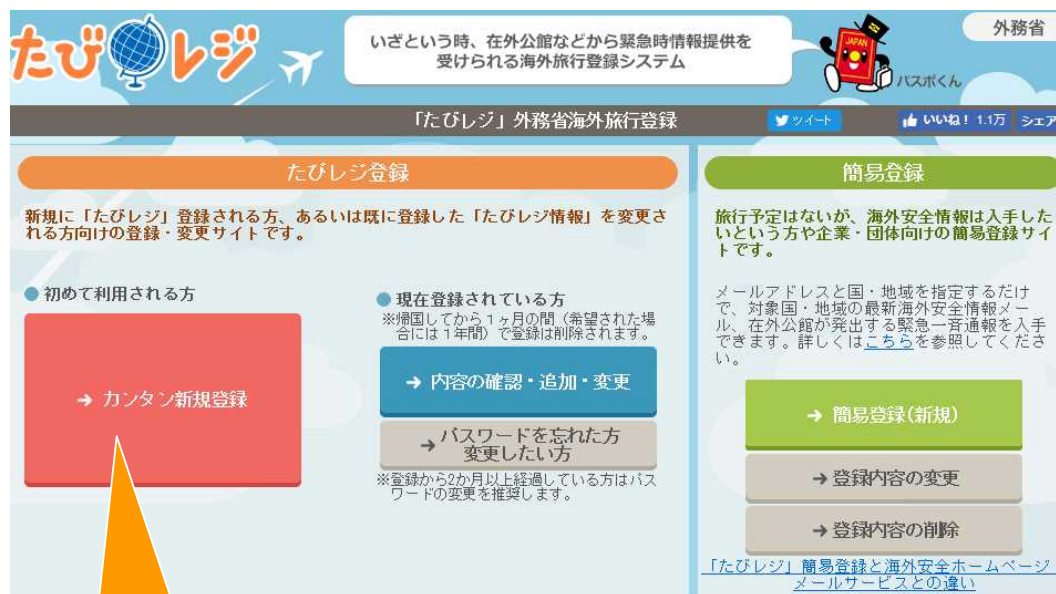 たびレジ
いざという時、在外公館などから緊急時情報提供を
受けられる海外旅行登録システム
JAPAN
パスポくん
外務省
「たびレジ」外務省海外旅行登録
ツイート
いいね! 1.1万
シェア
たびレジ登録
新規に「たびレジ」登録される方、あるいは既に登録した「たびレジ情報」を変更さ
れる方向けの登録・変更サイトです。
初めて利用される方
→ カンタン新規登録
現在登録されている方
※帰国してから1ヶ月の間(希望された場
合には1年間)で登録は削除されます。
→ 内容の確認・追加・変更
→ パスワードを忘れた方
変更したい方
※登録から2か月以上経過している方はパス
ワードの変更を推奨します。
簡易登録
旅行予定はないが、海外安全情報は入手した
いという方や企業・団体向けの簡易登録サイ
トです。
メールアドレスと国・地域を指定するだけ
で、対象国・地域の最新海外安全情報メー
ル、在外公館が発出する緊急一斉通報を入手
できます。詳しくはこちらを参照してくださ
い。
→ 簡易登録(新規)
→ 登録内容の変更
→ 登録内容の削除
「たびレジ」簡易登録と海外安全ホームページ
メールサービスとの違い